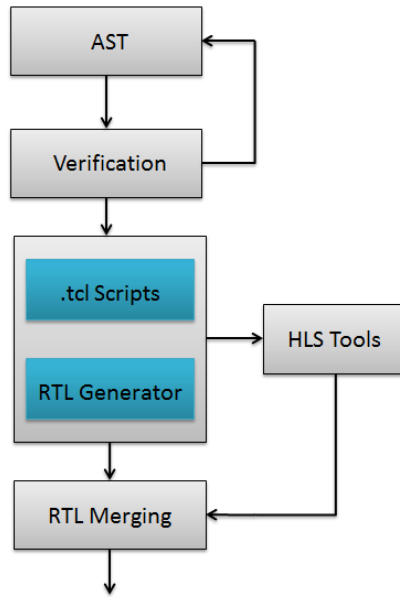 AST
Verification
.tcl Scripts
HLS Tools
RTL Generator
RTL Merging